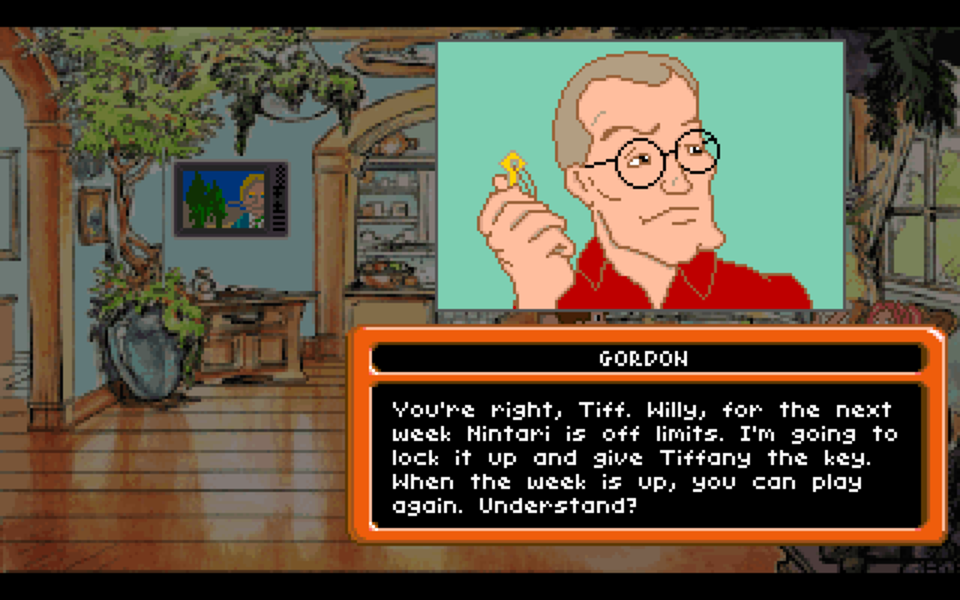 GORDON
You're right, Tiff. Willy, for the next
week Nintari is off limits. I'm going to
lock it up and give Tiffany the key.
When the week is up, you can play
again. Understand?